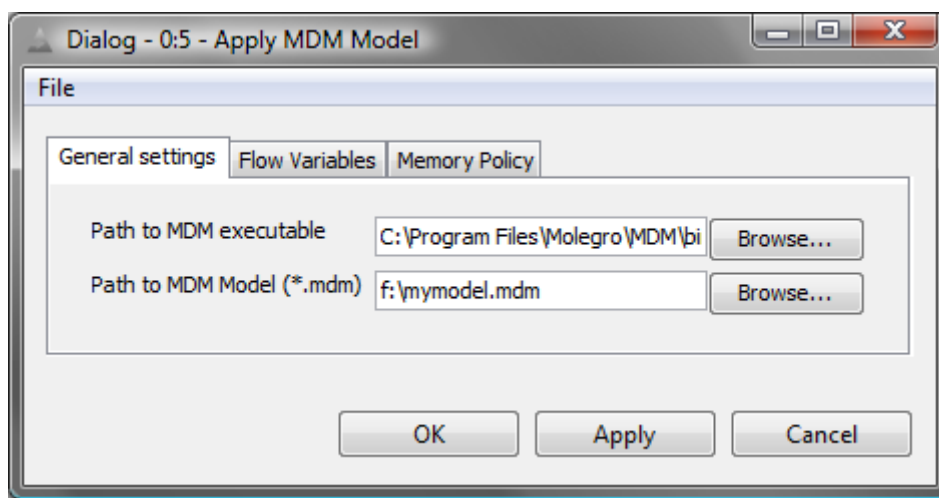 Dialog - 0:5 - Apply MDM Model
File
General settings Flow Variables Memory Policy
Path to MDM executable C:\Program Files\Molegro\MDM\bi Browse...
Path to MDM Model (*.mdm) f:\mymodel.mdm Browse...
OK Apply Cancel